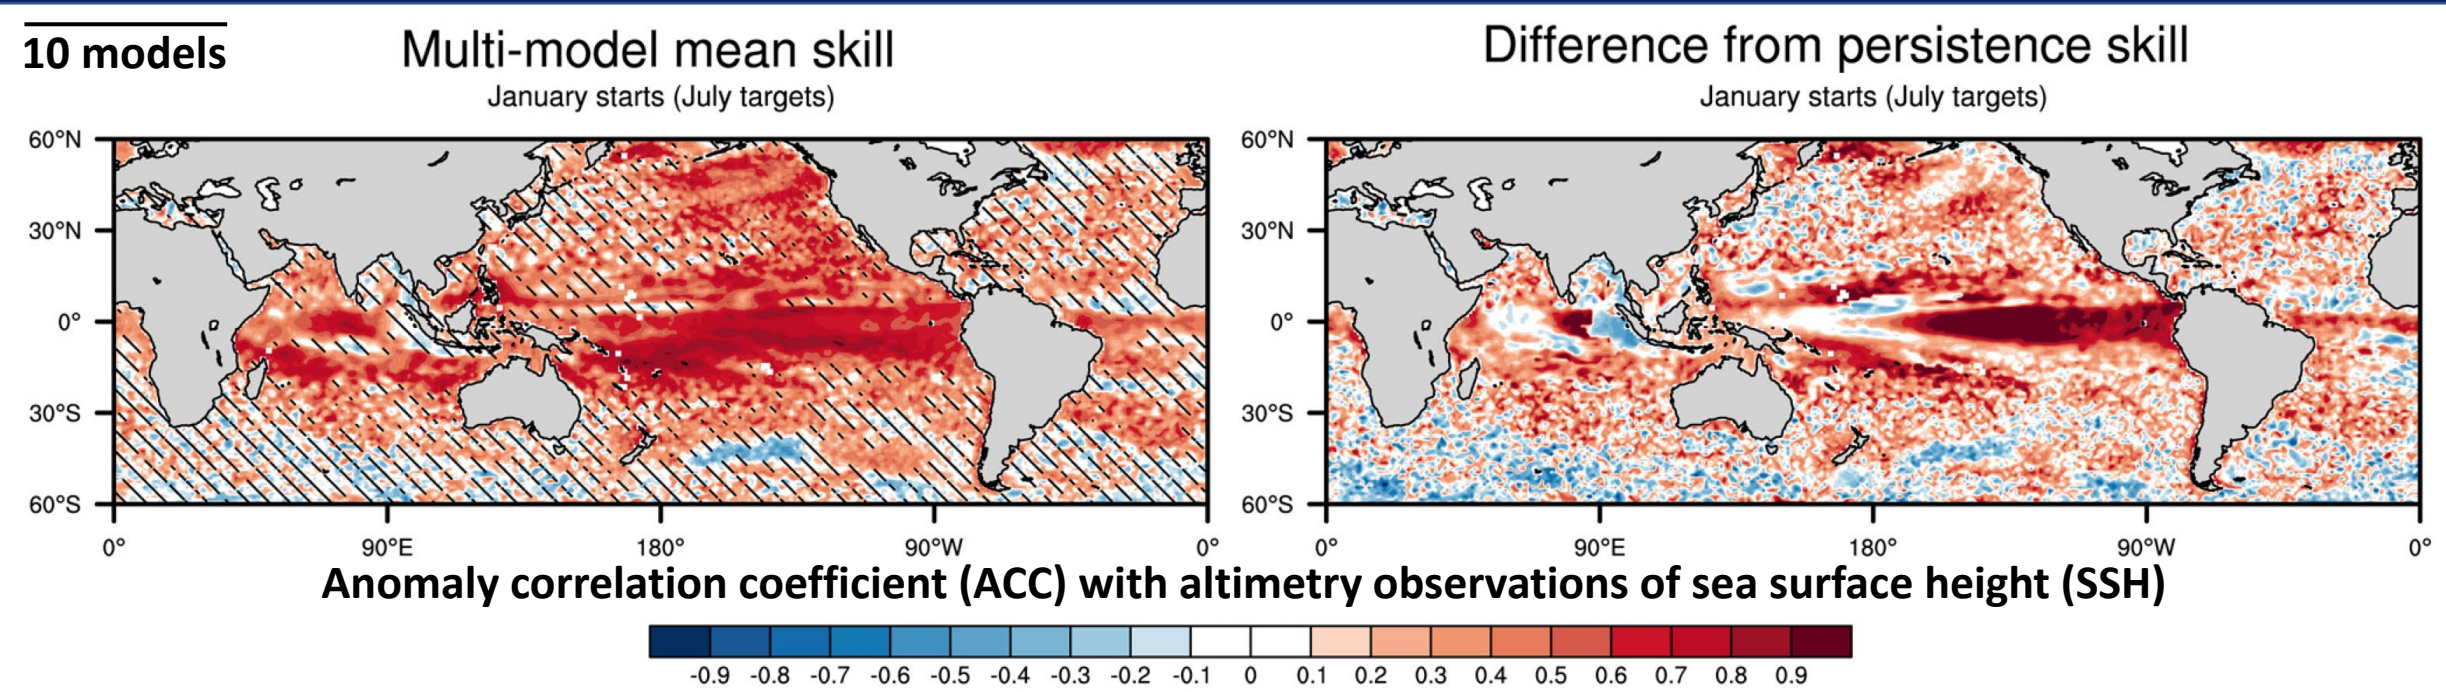 10 models
Multi-model mean skill
January starts (July targets)
Difference from persistence skill
January starts (July targets)
60°N
30°N
0°
30°S
60°S
0°
90°E
180°
90°W
0°
60°N
30°N
0°
30°S
60°S
0°
90°E
180°
90°W
0°
Anomaly correlation coefficient (ACC) with altimetry observations of sea surface height (SSH)
-0.9 -0.8 -0.7 -0.6 -0.5 -0.4 -0.3 -0.2 -0.1 0 0.1 0.2 0.3 0.4 0.5 0.6 0.7 0.8 0.9